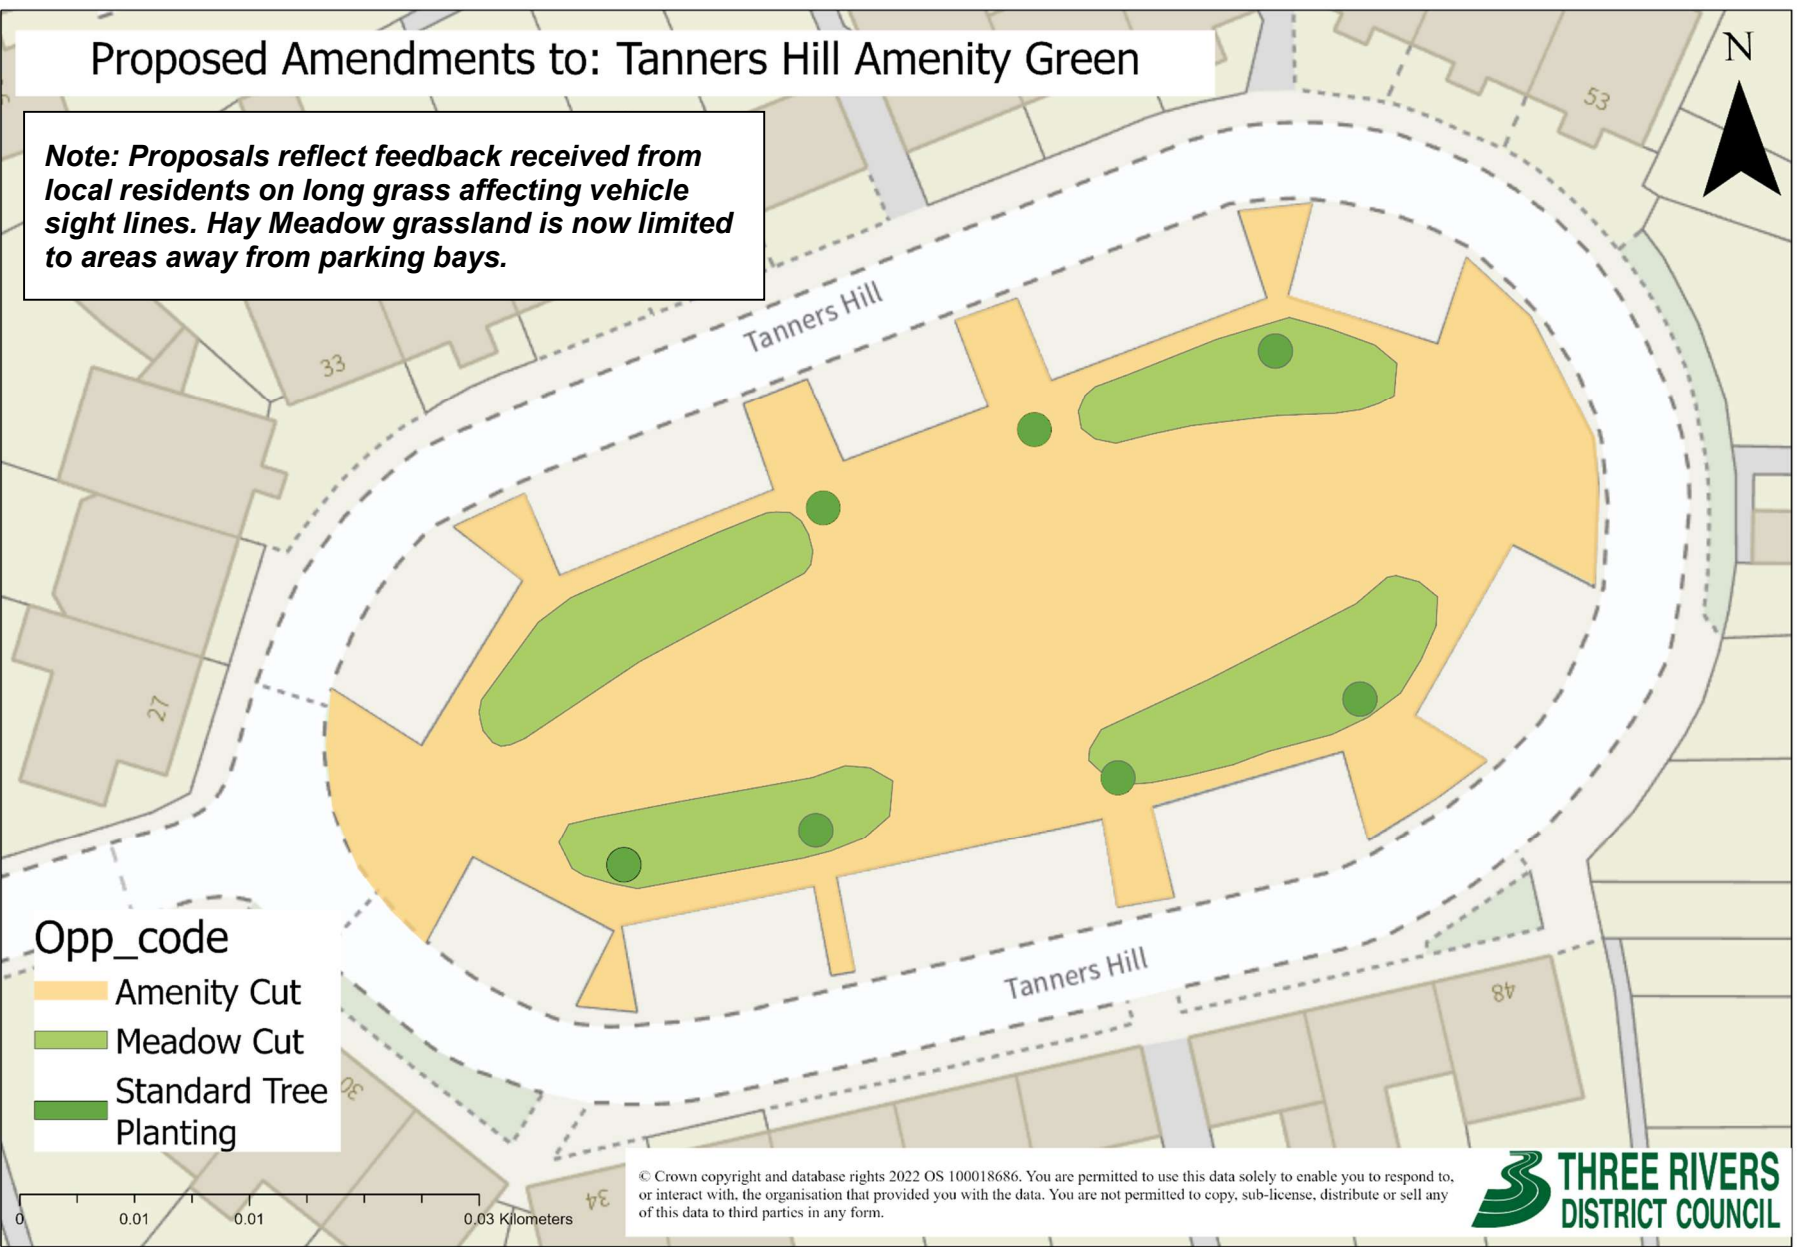 Proposed Amendments to: Tanners Hill Amenity Green
N
Note: Proposals reflect feedback received from
local residents on long grass affecting vehicle
sight lines. Hay Meadow grassland is now limited
to areas away from parking bays.
53
Tanners Hill
33
27
Tanners Hill
48
Opp_code
Amenity Cut
Meadow Cut
Standard Tree
Planting
30
34
0 0.01 0.01 0.03 Kilometers
© Crown copyright and database rights 2022 OS 100018686. You are permitted to use this data solely to enable you to respond to,
or interact with, the organisation that provided you with the data. You are not permitted to copy, sub-license, distribute or sell any
of this data to third parties in any form.
THREE RIVERS
DISTRICT COUNCIL